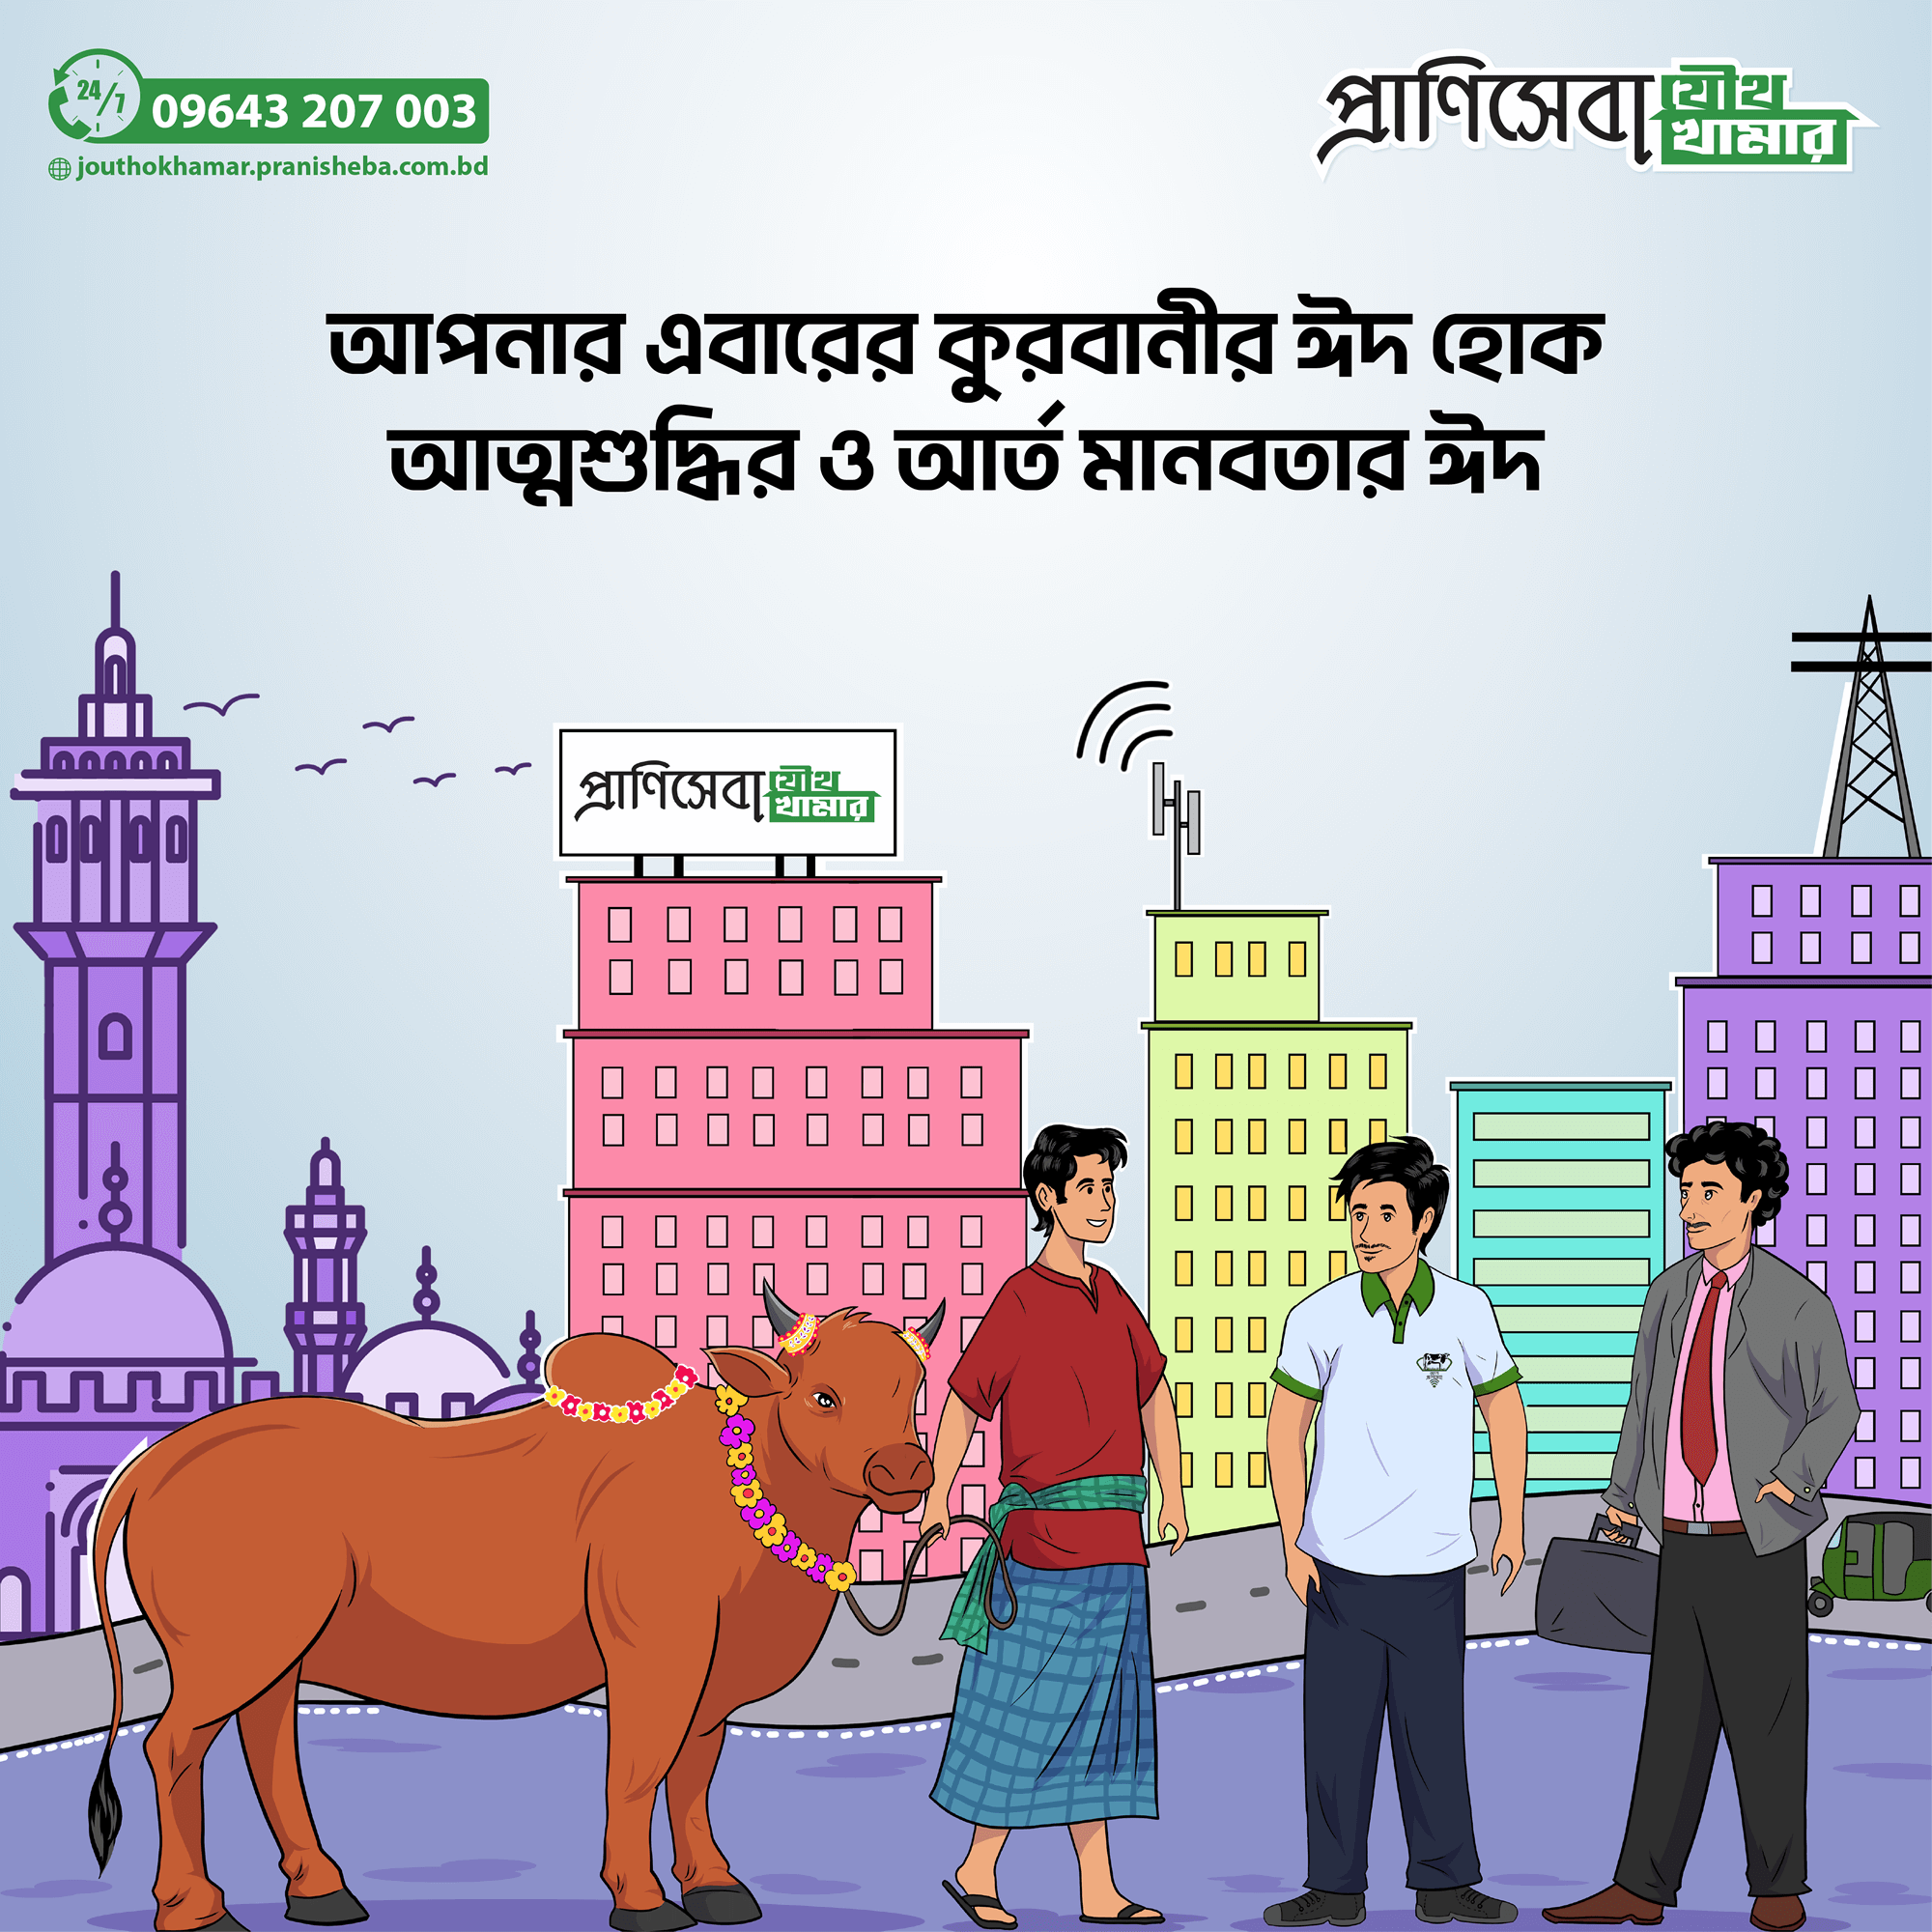 24/7
09643 207 003
jouthokhamar.pranisheba.com.bd
প্রাণিসেবা যৌথ খামার
আপনার এবারের কুরবানীর ঈদ হোক
আত্মশুদ্ধির ও আর্ত মানবতার ঈদ
প্রাণিসেবা যৌথ খামার